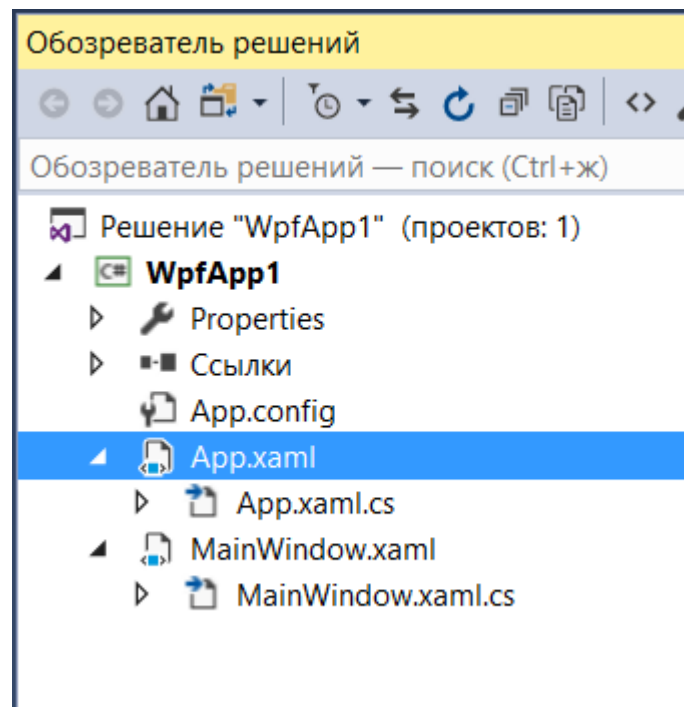 Обозреватель решений
Обозреватель решений — поиск (Ctrl+ж)
Решение "WpfApp1" (проектов: 1)
C# WpfApp1
Properties
Ссылки
App.config
App.xaml
App.xaml.cs
MainWindow.xaml
MainWindow.xaml.cs